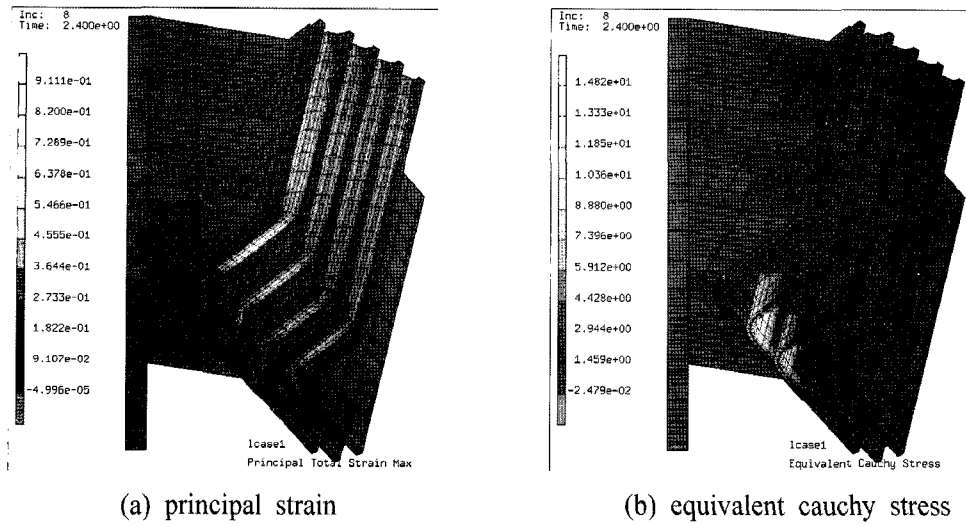 Inc: 8
Time: 2.400e+00
9.111e-01
8.200e-01
7.289e-01
6.378e-01
5.466e-01
4.555e-01
3.644e-01
2.733e-01
1.822e-01
9.107e-02
-4.996e-05
lcase1
Principal Total Strain Max
(a) principal strain
Inc: 8
Time: 2.400e+00
1.482e+01
1.333e+01
1.185e+01
1.036e+01
8.880e+00
7.396e+00
5.912e+00
4.428e+00
2.944e+00
1.459e+00
-2.479e-02
lcase1
Equivalent Cauchy Stress
(b) equivalent cauchy stress